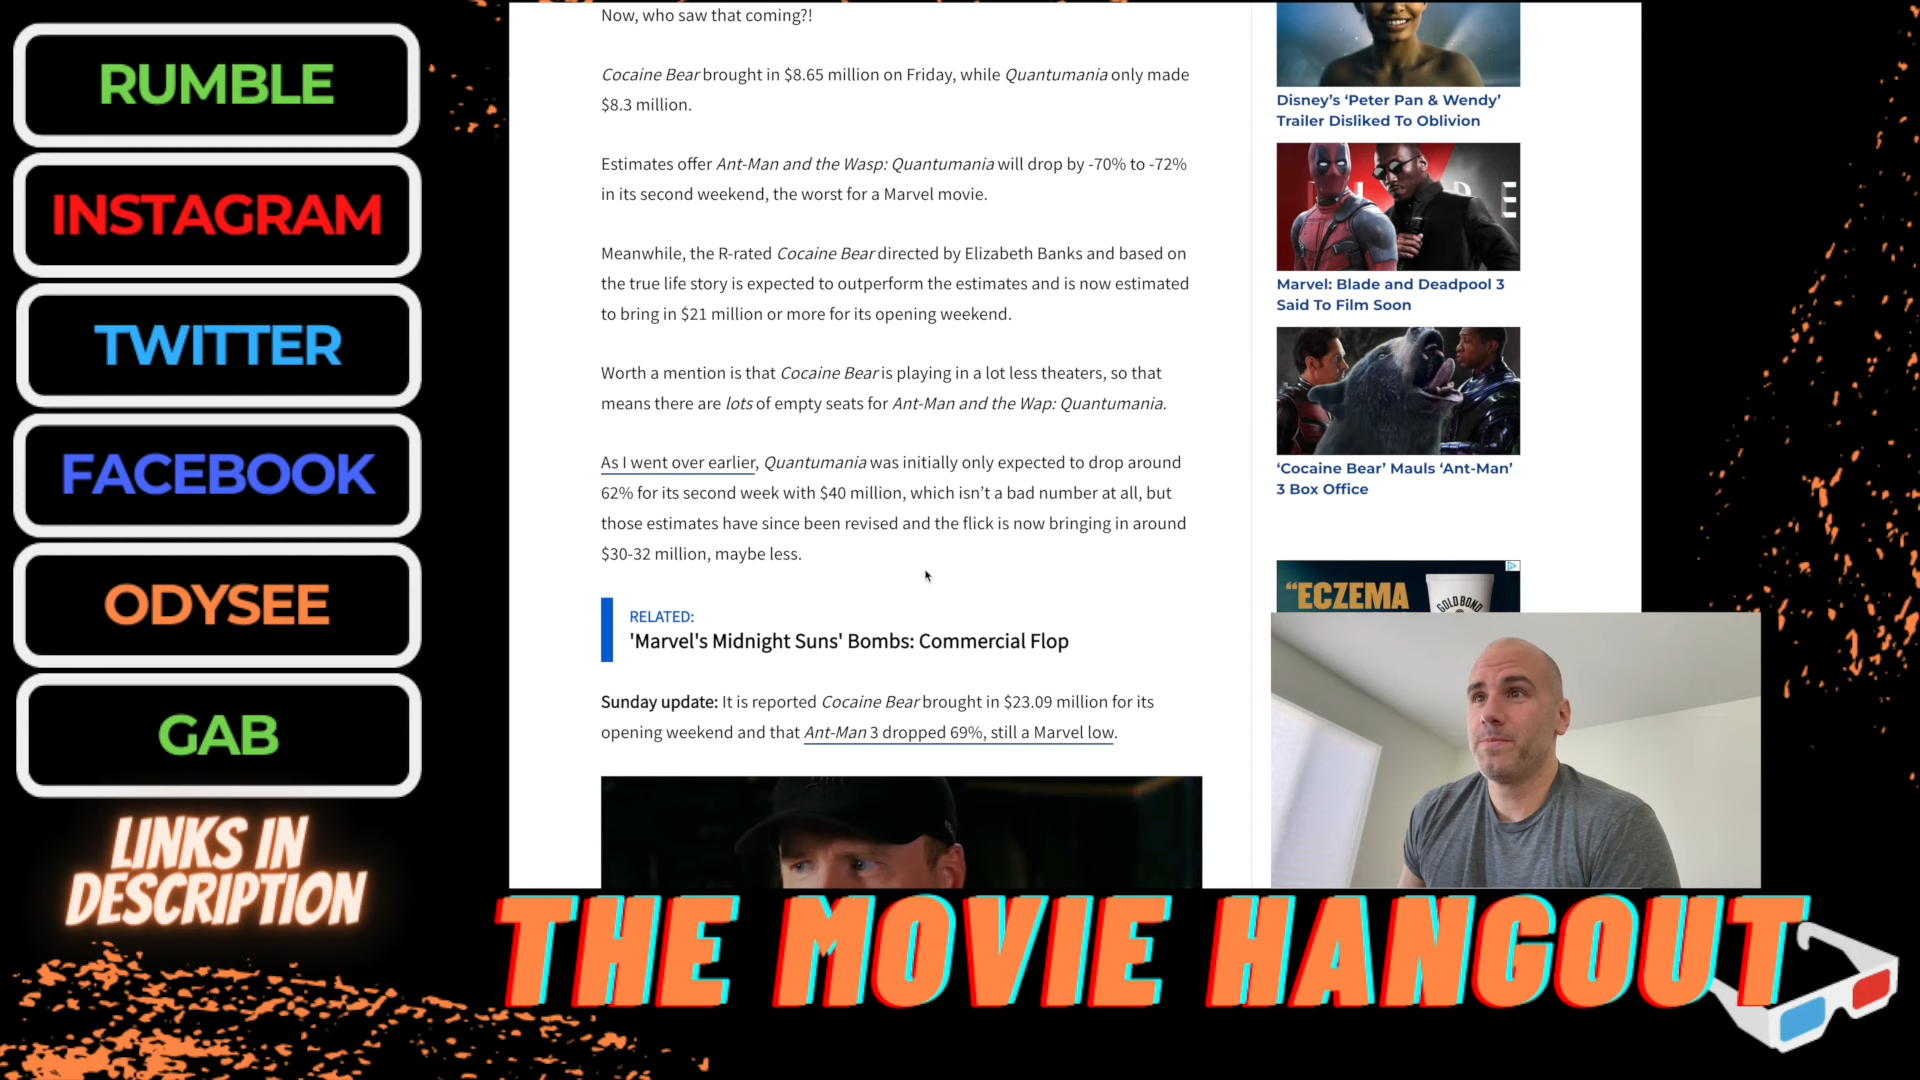 RUMBLE
INSTAGRAM
TWITTER
FACEBOOK
ODYSEE
GAB
LINKS IN
DESCRIPTION
Now, who saw that coming?!
Cocaine Bear brought in $8.65 million on Friday, while Quantumania only made
$8.3 million.
Estimates offer Ant-Man and the Wasp: Quantumania will drop by -70% to -72%
in its second weekend, the worst for a Marvel movie.
Meanwhile, the R-rated Cocaine Bear directed by Elizabeth Banks and based on
the true life story is expected to outperform the estimates and is now estimated
to bring in $21 million or more for its opening weekend.
Worth a mention is that Cocaine Bear is playing in a lot less theaters, so that
means there are lots of empty seats for Ant-Man and the Wap: Quantumania.
As I went over earlier, Quantumania was initially only expected to drop around
62% for its second week with $40 million, which isn't a bad number at all, but
those estimates have since been revised and the flick is now bringing in around
$30-32 million, maybe less.
RELATED:
'Marvel's Midnight Suns' Bombs: Commercial Flop
Sunday update: It is reported Cocaine Bear brought in $23.09 million for its
opening weekend and that Ant-Man 3 dropped 69%, still a Marvel low.
Disney's 'Peter Pan & Wendy'
Trailer Disliked To Oblivion
Marvel: Blade and Deadpool 3
Said To Film Soon
'Cocaine Bear' Mauls 'Ant-Man'
3 Box Office
"ECZEMA
GOLD BOND
THE MOVIE HANGOUT